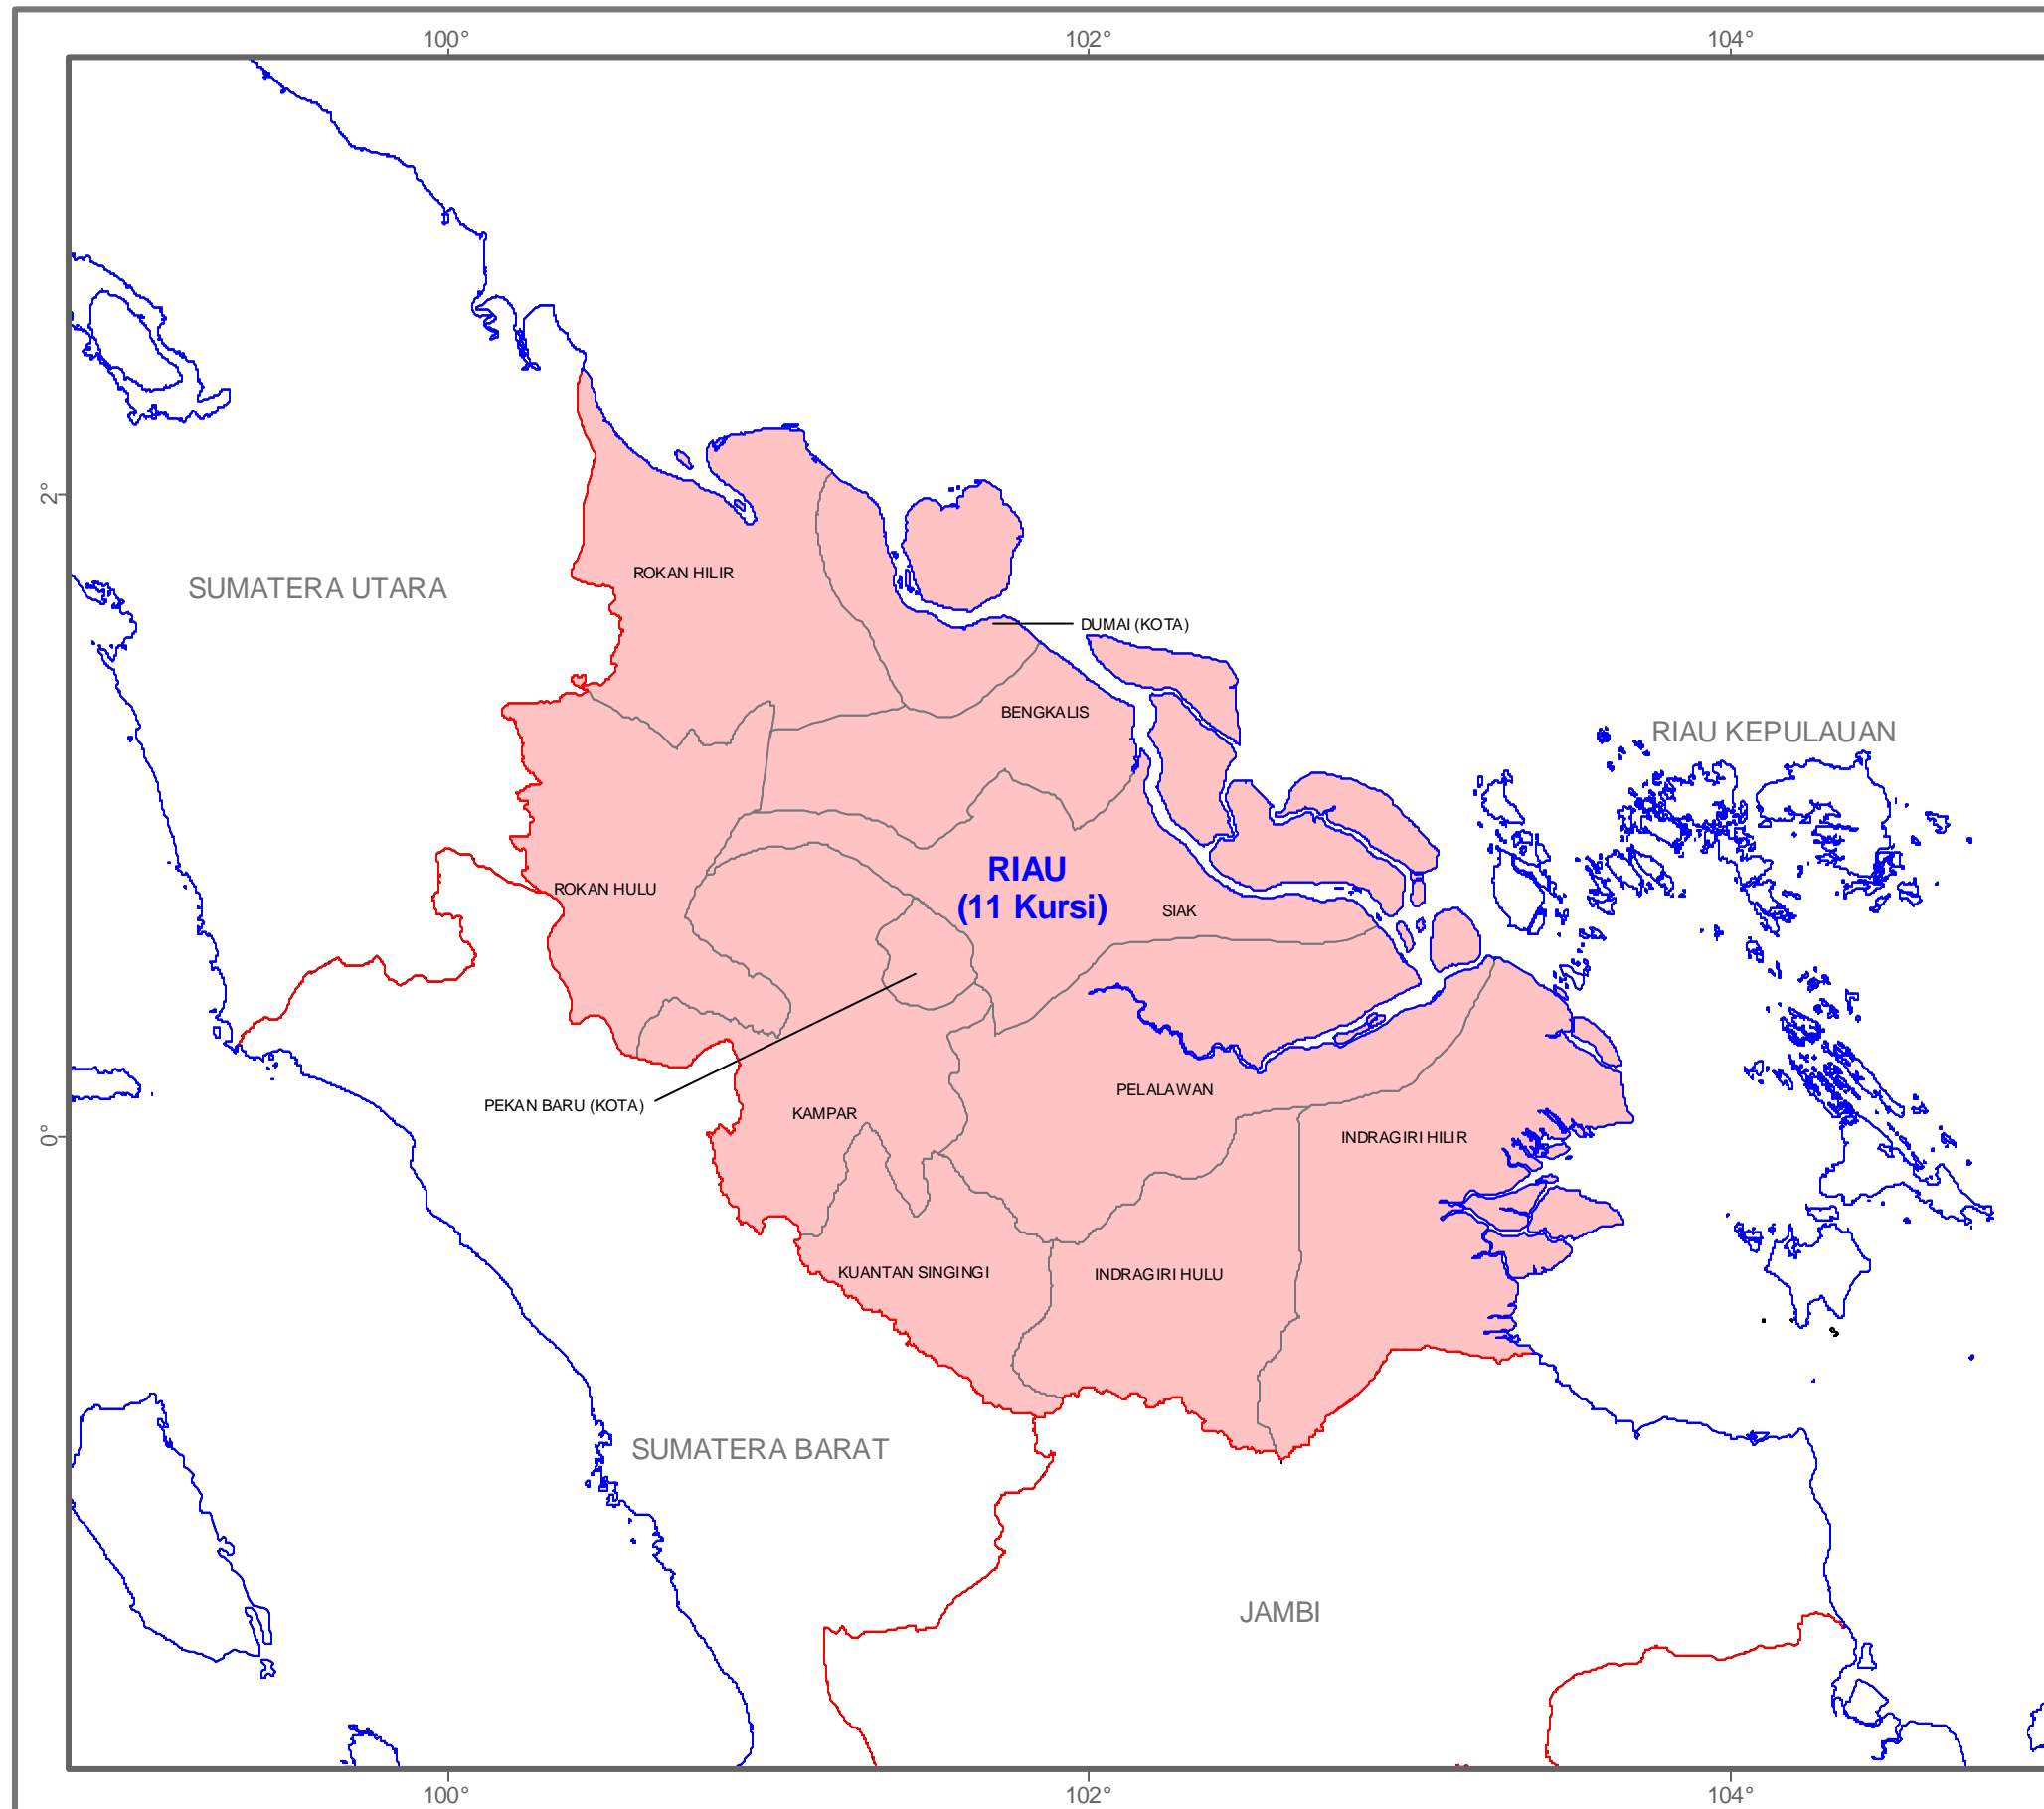 100°
102°
104°
2°
ROKAN HILIR
SUMATERA UTARA
DUMAI (KOTA)
BENGKALIS
RIAU KEPULAUAN
RIAU
(11 Kursi)
ROKAN HULU
SIAK
PELALAWAN
PEKAN BARU (KOTA)
KAMPAR
0°
INDRAGIRI HILIR
KUANTAN SINGINGI
INDRAGIRI HULU
SUMATERA BARAT
JAMBI
100°
102°
104°